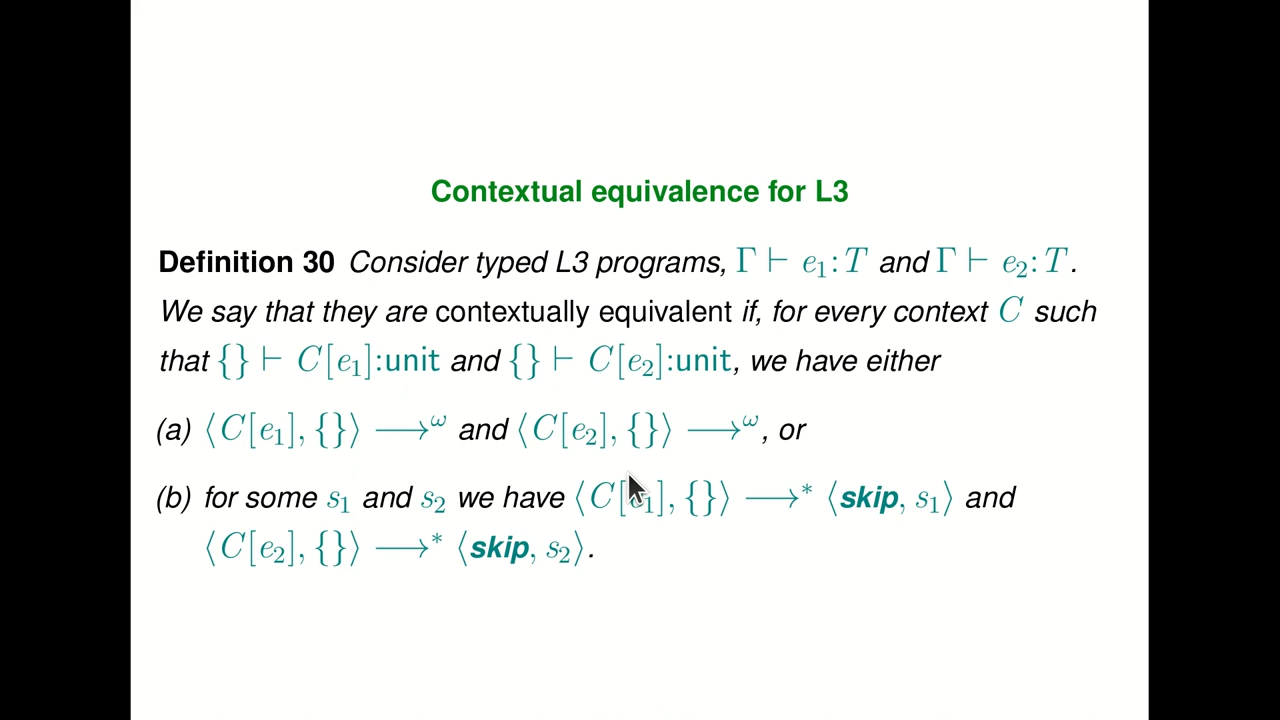 Contextual equivalence for L3
Definition 30 Consider typed L3 programs, Γ ⊢ e₁:T and Γ ⊢ e₂:T.
We say that they are contextually equivalent if, for every context C such
that {} ⊢ C[e₁]:unit and {} ⊢ C[e₂]:unit, we have either
(a) ⟨C[e₁], {}⟩ ⟶^ω and ⟨C[e₂], {}⟩ ⟶^ω, or
(b) for some s₁ and s₂ we have ⟨C[e₁], {}⟩ ⟶* ⟨skip, s₁⟩ and
⟨C[e₂], {}⟩ ⟶* ⟨skip, s₂⟩.